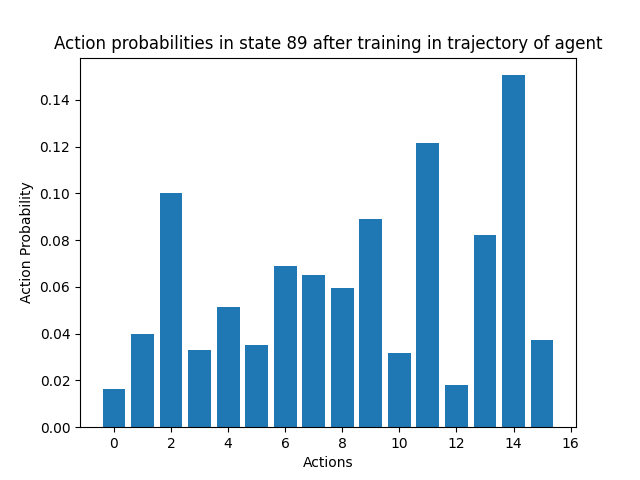 Action probabilities in state 89 after training in trajectory of agent
0.14
0.12
0.10
0.08
0.06
0.04
0.02
0.00
Action Probability
0 2 4 6 8 10 12 14 16
Actions